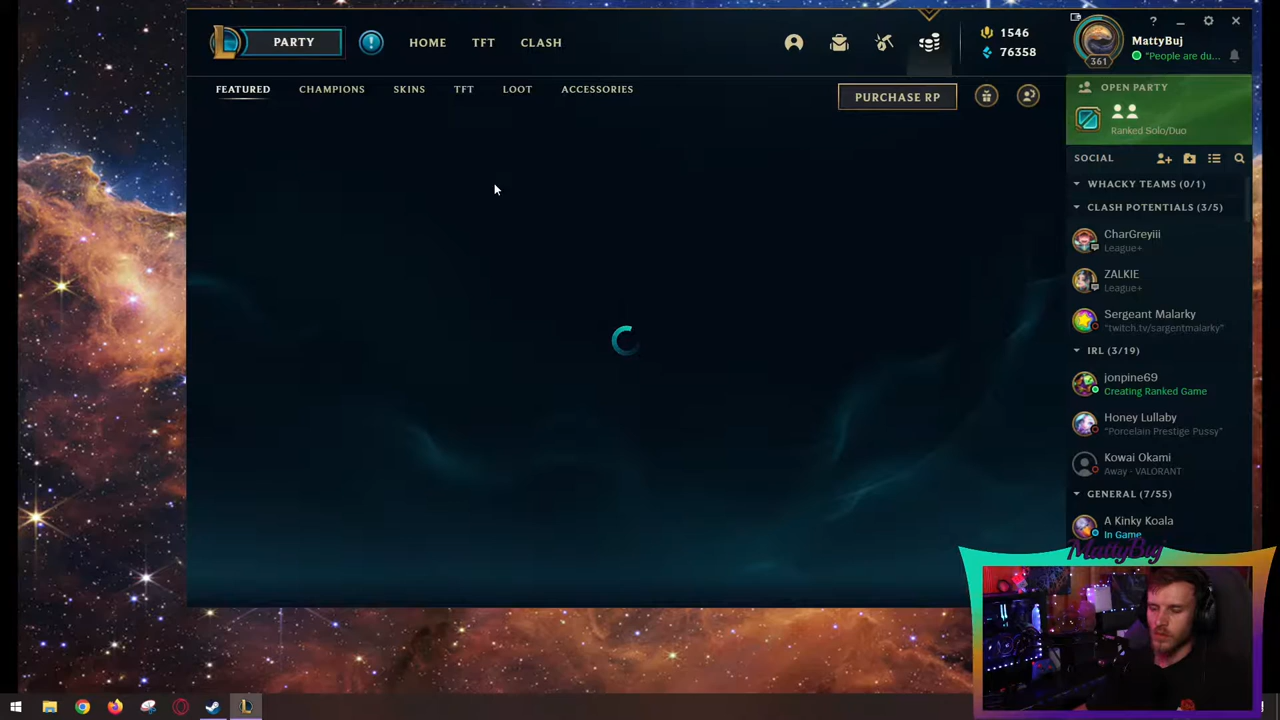 PARTY
HOME
TFT
CLASH
1546
76358
?
361
MattyBuj
"People are du...
FEATURED
CHAMPIONS
SKINS
TFT
LOOT
ACCESSORIES
PURCHASE RP
OPEN PARTY
Ranked Solo/Duo
SOCIAL
WHACKY TEAMS (0/1)
CLASH POTENTIALS (3/5)
CharGreyiii
League+
ZALKIE
League+
Sergeant Malarky
"twitch.tv/sargentmalarky"
IRL (3/19)
jonpine69
Creating Ranked Game
Honey Lullaby
"Porcelain Prestige Pussy"
Kowai Okami
Away - VALORANT
GENERAL (7/55)
A Kinky Koala
In Game
MattyBuj